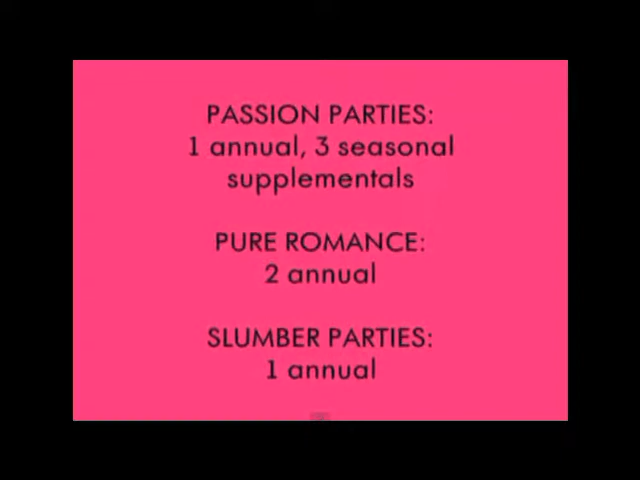 PASSION PARTIES:
1 annual, 3 seasonal
supplementals
PURE ROMANCE:
2 annual
SLUMBER PARTIES:
1 annual